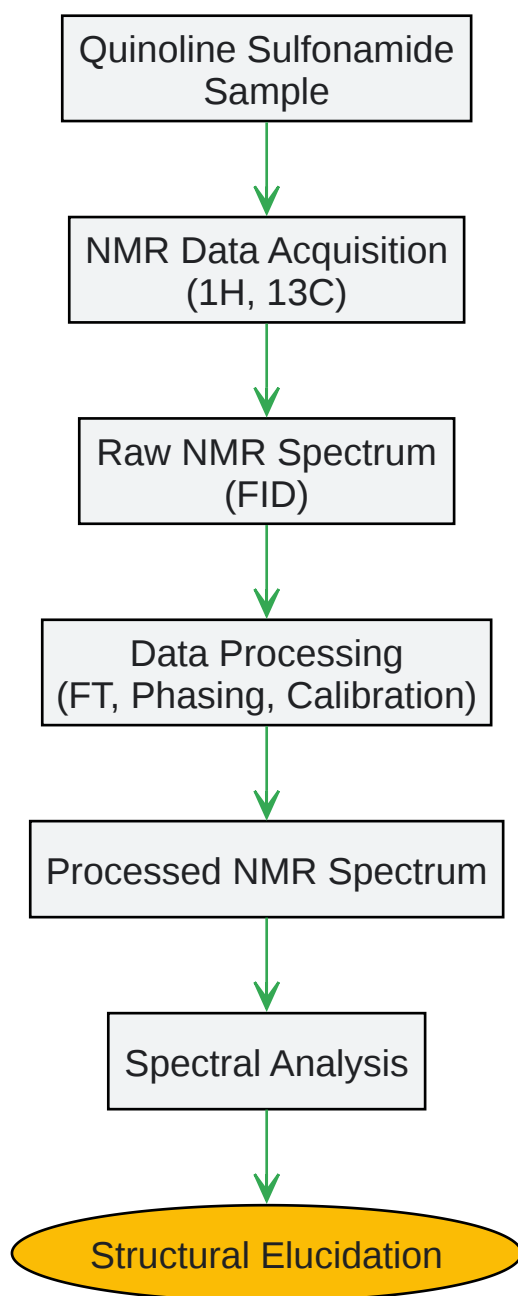 Quinoline Sulfonamide
Sample
NMR Data Acquisition
(1H, 13C)
Raw NMR Spectrum
(FID)
Data Processing
(FT, Phasing, Calibration)
Processed NMR Spectrum
Spectral Analysis
Structural Elucidation